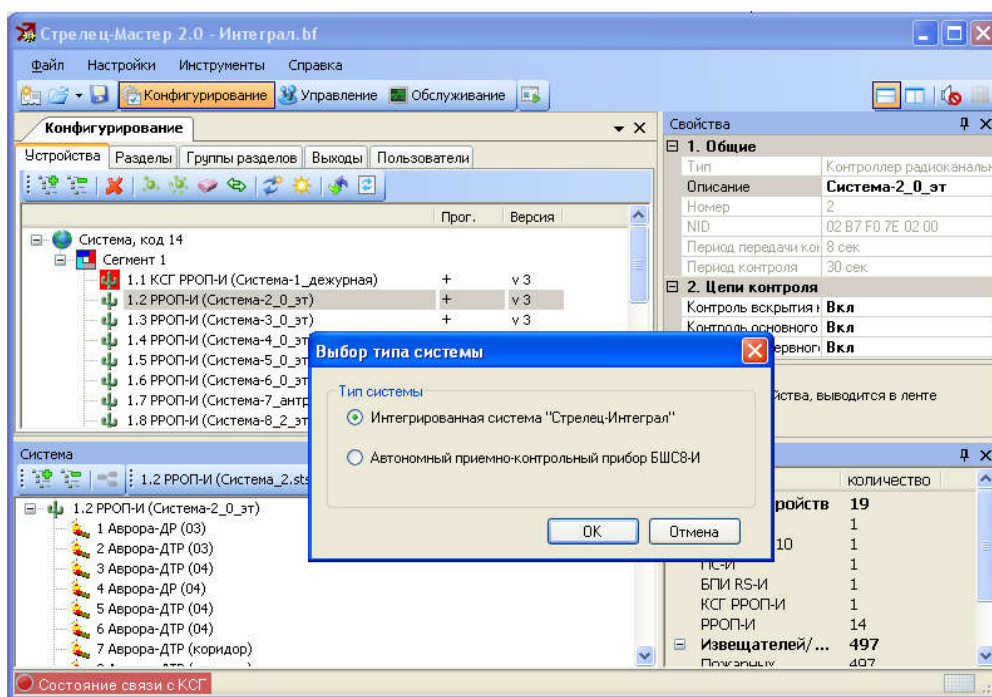 Стрелец-Мастер 2.0 - Интеграл.bf
Файл Настройки Инструменты Справка
Конфигурирование Управление Обслуживание
Конфигурирование
Устройства Разделы Группы разделов Выходы Пользователи
Прог. Версия
Система, код 14
Сегмент 1
1.1 КСГ РРОП-И (Система-1_дежурная) + v 3
1.2 РРОП-И (Система-2_0_эт) + v 3
1.3 РРОП-И (Система-3_0_эт) + v 3
1.4 РРОП-И (Система-4_0_эт
1.5 РРОП-И (Система-5_0_эт
1.6 РРОП-И (Система-6_0_эт
1.7 РРОП-И (Система-7_антр
1.8 РРОП-И (Система-8_2_эт
Свойства
1. Общие
Тип Контроллер радиоканальн
Описание Система-2_0_эт
Номер 2
NID 02 B7 F0 7E 02 00
Период передачи кон 8 сек
Период контроля 30 сек
2. Цепи контроля
Контроль вскрытия к Вкл
Контроль основного Вкл
ервног Вкл
йства, выводится в ленте
Выбор типа системы
Тип системы
Интегрированная система "Стрелец-Интеграл"
Автономный приемно-контрольный прибор БШС8-И
OK Отмена
Система
1.2 РРОП-И (Система_2.sts
1.2 РРОП-И (Система-2_0_эт)
1 Аврора-ДР (03)
2 Аврора-ДТР (03)
3 Аврора-ДТР (04)
4 Аврора-ДР (04)
5 Аврора-ДТР (04)
6 Аврора-ДТР (04)
7 Аврора-ДТР (коридор)
количество
ройств 19
1
10 1
ПС-И 1
БПИ RS-И 1
КСГ РРОП-И 1
РРОП-И 14
Извещателей/... 497
Пожарных 497
Состояние связи с КСГ